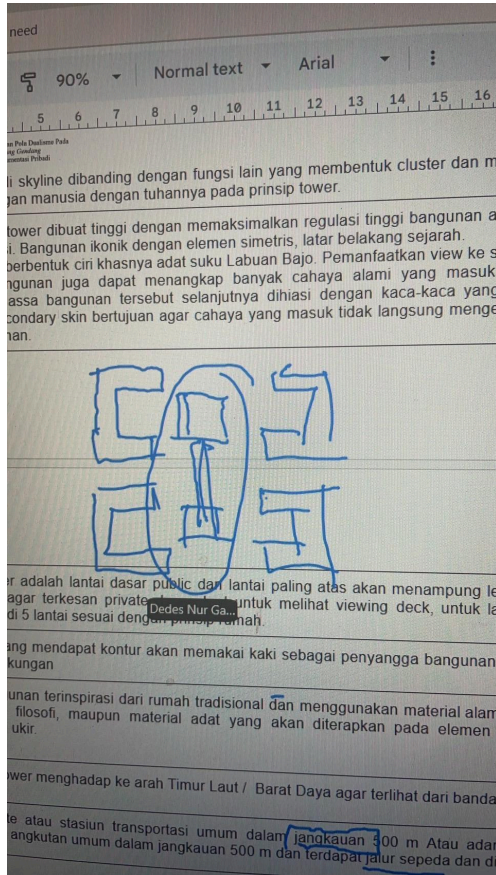 need
90% Normal text Arial
5 6 7 8 9 10 11 12 13 14 15 16
an Pola Dualisme Pada
li skyline dibanding dengan fungsi lain yang membentuk cluster dan m
gan manusia dengan tuhannya pada prinsip tower.
tower dibuat tinggi dengan memaksimalkan regulasi tinggi bangunan a
si. Bangunan ikonik dengan elemen simetris, latar belakang sejarah.
berbentuk ciri khasnya adat suku Labuan Bajo. Pemanfaatkan view ke s
ngunan juga dapat menangkap banyak cahaya alami yang masuk
assa bangunan tersebut selanjutnya dihiasi dengan kaca-kaca yang
condary skin bertujuan agar cahaya yang masuk tidak langsung menge
nan.
er adalah lantai dasar public dan lantai paling atas akan menampung le
agar terkesan private untuk melihat viewing deck, untuk la
Dedes Nur Ga...
di 5 lantai sesuai dengan prinsip rumah.
ang mendapat kontur akan memakai kaki sebagai penyangga bangunan
kungan
unan terinspirasi dari rumah tradisional dan menggunakan material alam
filosofi, maupun material adat yang akan diterapkan pada elemen
ukir.
ower menghadap ke arah Timur Laut / Barat Daya agar terlihat dari banda
te atau stasiun transportasi umum dalam jangkauan 500 m Atau adan
angkutan umum dalam jangkauan 500 m dan terdapat jalur sepeda dan di